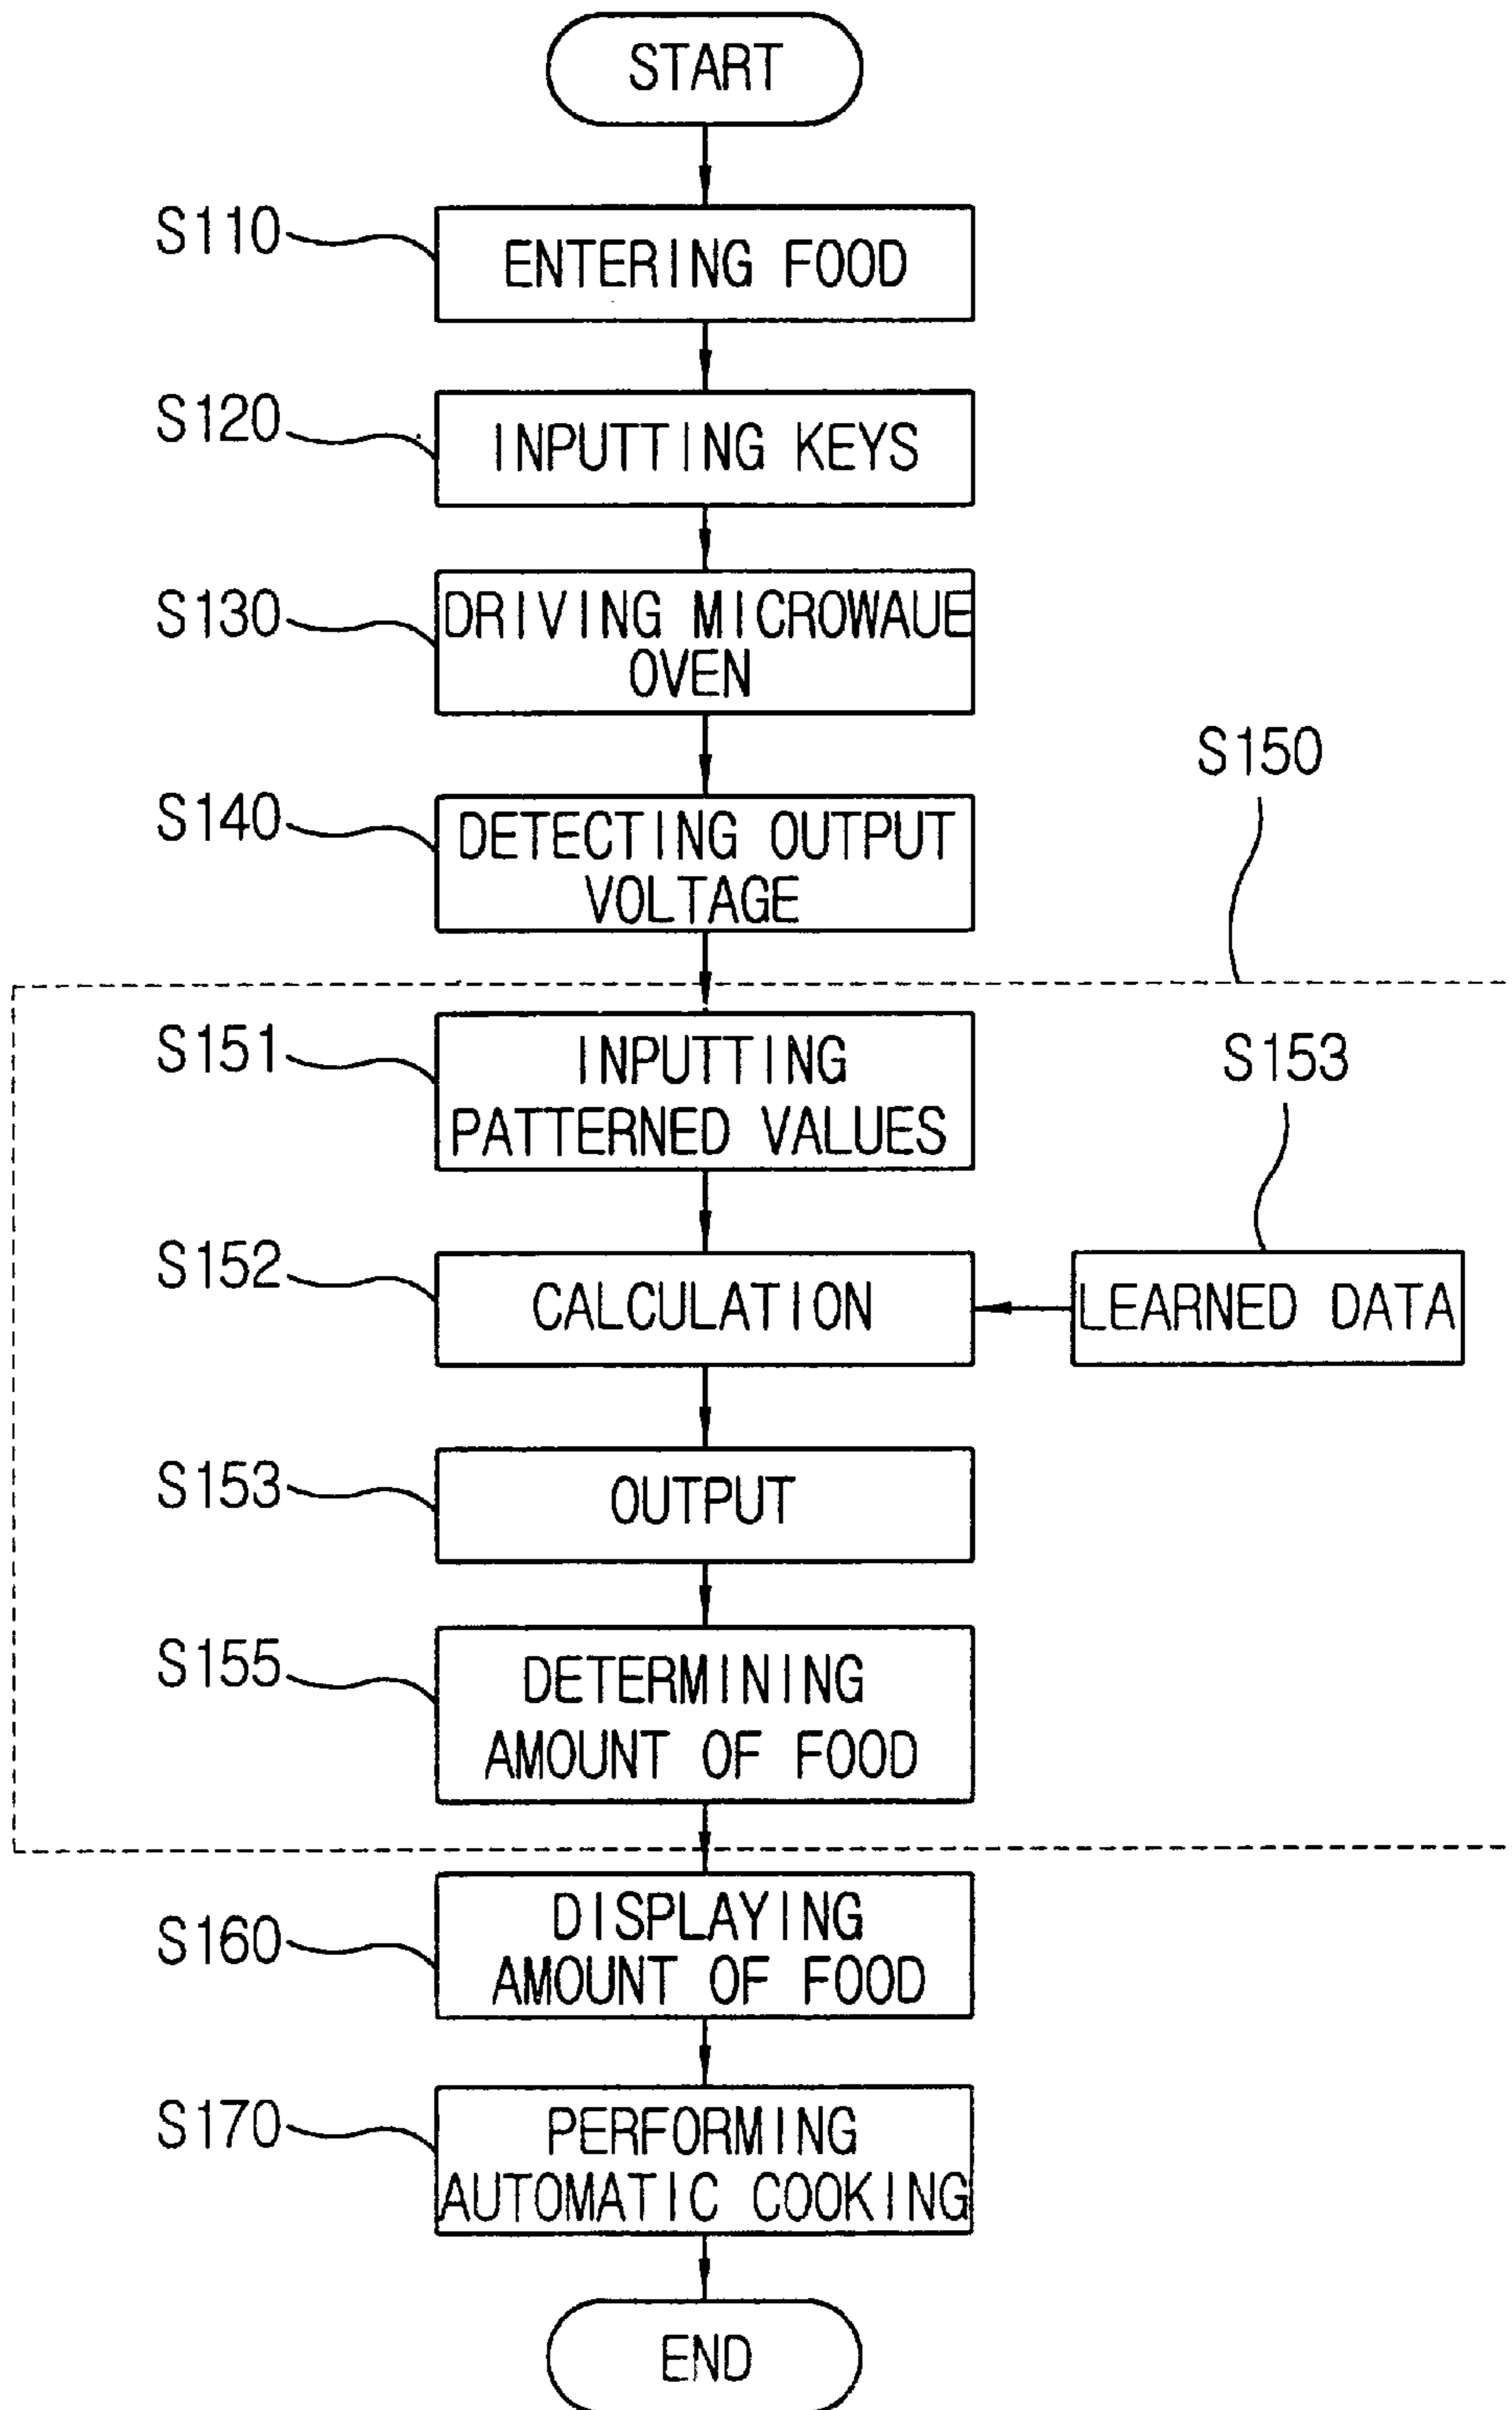 START
S110
ENTERING FOOD
S120
INPUTTING KEYS
S130
DRIVING MICROWAUE
OVEN
S150
S140
DETECTING OUTPUT
VOLTAGE
S151
INPUTTING
PATTERNED VALUES
S153
S152
CALCULATION
LEARNED DATA
S153
OUTPUT
S155
DETERMINING
AMOUNT OF FOOD
S160
DISPLAYING
AMOUNT OF FOOD
S170
PERFORMING
AUTOMATIC COOKING
END